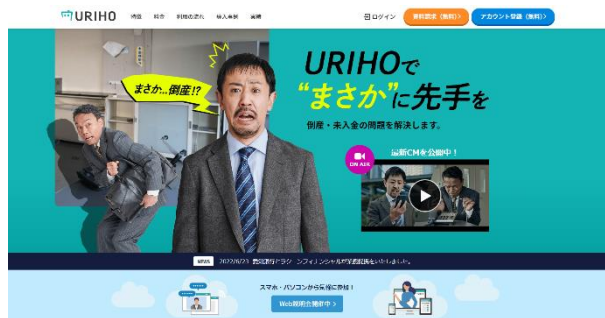 URIHO
特徴 料金 利用の流れ 導入事例 実績
ログイン
資料請求（無料）
アカウント登録（無料）
まさか...倒産!?
URIHOで
“まさか”に先手を
倒産・未入金の問題を解決します。
ON AIR
最新CMを公開中！
NEWS 2022/6/23
スマホ・パソコンから気軽に参加！
Web説明会開催中